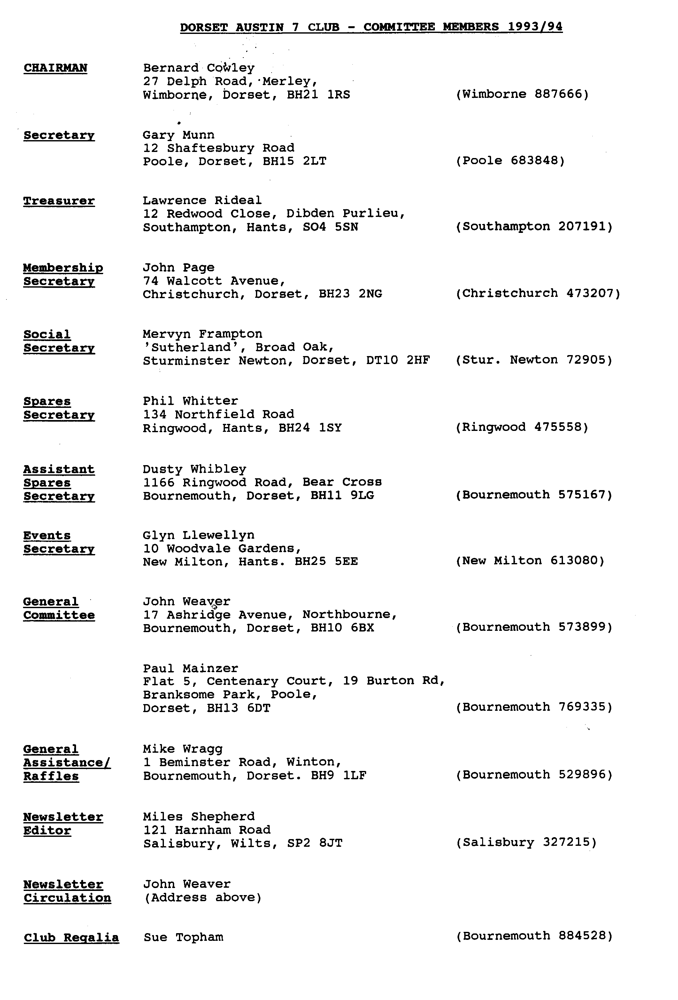 DORSET AUSTIN 7 CLUB - COMMITTEE MEMBERS 1993/94
CHAIRMAN Bernard Cowley
27 Delph Road, Merley,
Wimborne, Dorset, BH21 1RS (Wimborne 887666)
Secretary Gary Munn
12 Shaftesbury Road
Poole, Dorset, BH15 2LT (Poole 683848)
Treasurer Lawrence Rideal
12 Redwood Close, Dibden Purlieu,
Southampton, Hants, SO4 5SN (Southampton 207191)
Membership John Page
Secretary 74 Walcott Avenue,
Christchurch, Dorset, BH23 2NG (Christchurch 473207)
Social Mervyn Frampton
Secretary 'Sutherland', Broad Oak,
Sturminster Newton, Dorset, DT10 2HF (Stur. Newton 72905)
Spares Phil Whitter
Secretary 134 Northfield Road
Ringwood, Hants, BH24 1SY (Ringwood 475558)
Assistant Dusty Whibley
Spares 1166 Ringwood Road, Bear Cross
Secretary Bournemouth, Dorset, BH11 9LG (Bournemouth 575167)
Events Glyn Llewellyn
Secretary 10 Woodvale Gardens,
New Milton, Hants. BH25 5EE (New Milton 613080)
General John Weaver
Committee 17 Ashridge Avenue, Northbourne,
Bournemouth, Dorset, BH10 6BX (Bournemouth 573899)
Paul Mainzer
Flat 5, Centenary Court, 19 Burton Rd,
Branksome Park, Poole,
Dorset, BH13 6DT (Bournemouth 769335)
General Mike Wragg
Assistance/ 1 Beminster Road, Winton,
Raffles Bournemouth, Dorset. BH9 1LF (Bournemouth 529896)
Newsletter Miles Shepherd
Editor 121 Harnham Road
Salisbury, Wilts, SP2 8JT (Salisbury 327215)
Newsletter John Weaver
Circulation (Address above)
Club Regalia Sue Topham (Bournemouth 884528)